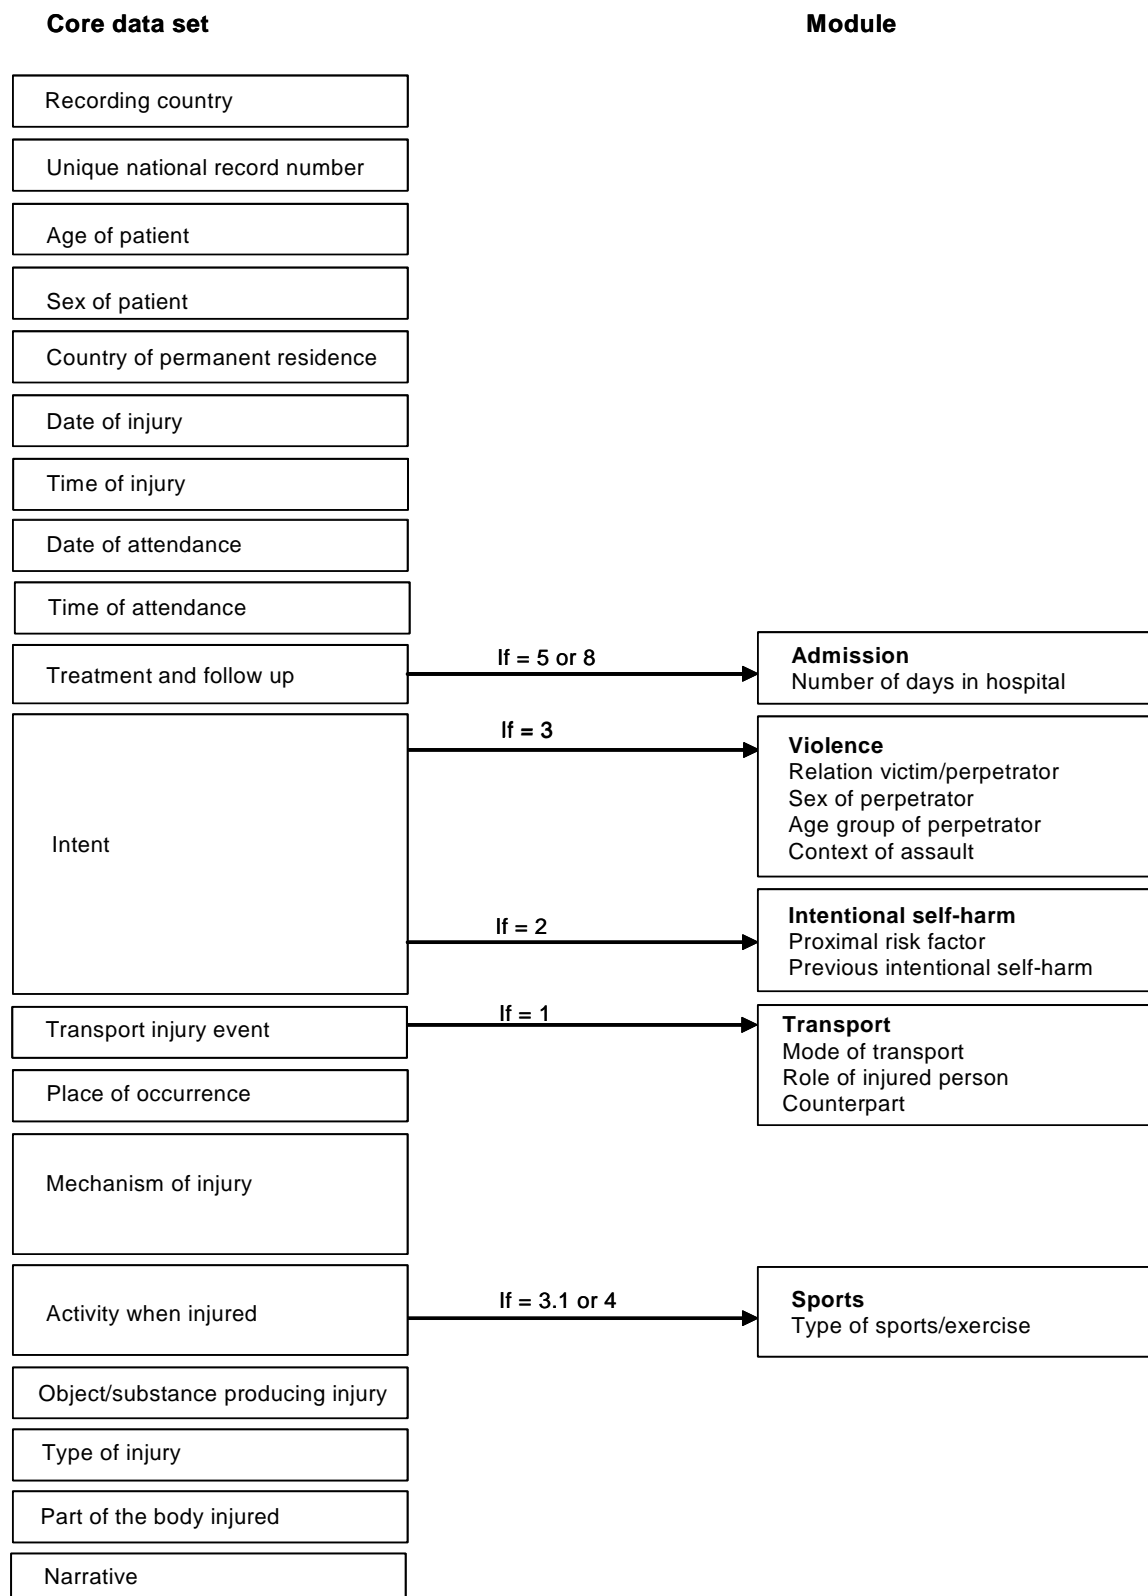 Core data set
Module
Recording country
Unique national record number
Age of patient
Sex of patient
Country of permanent residence
Date of injury
Time of injury
Date of attendance
Time of attendance
Treatment and follow up
If = 5 or 8
Admission
Number of days in hospital
Intent
If = 3
Violence
Relation victim/perpetrator
Sex of perpetrator
Age group of perpetrator
Context of assault
If = 2
Intentional self-harm
Proximal risk factor
Previous intentional self-harm
Transport injury event
If = 1
Transport
Mode of transport
Role of injured person
Counterpart
Place of occurrence
Mechanism of injury
Activity when injured
If = 3.1 or 4
Sports
Type of sports/exercise
Object/substance producing injury
Type of injury
Part of the body injured
Narrative